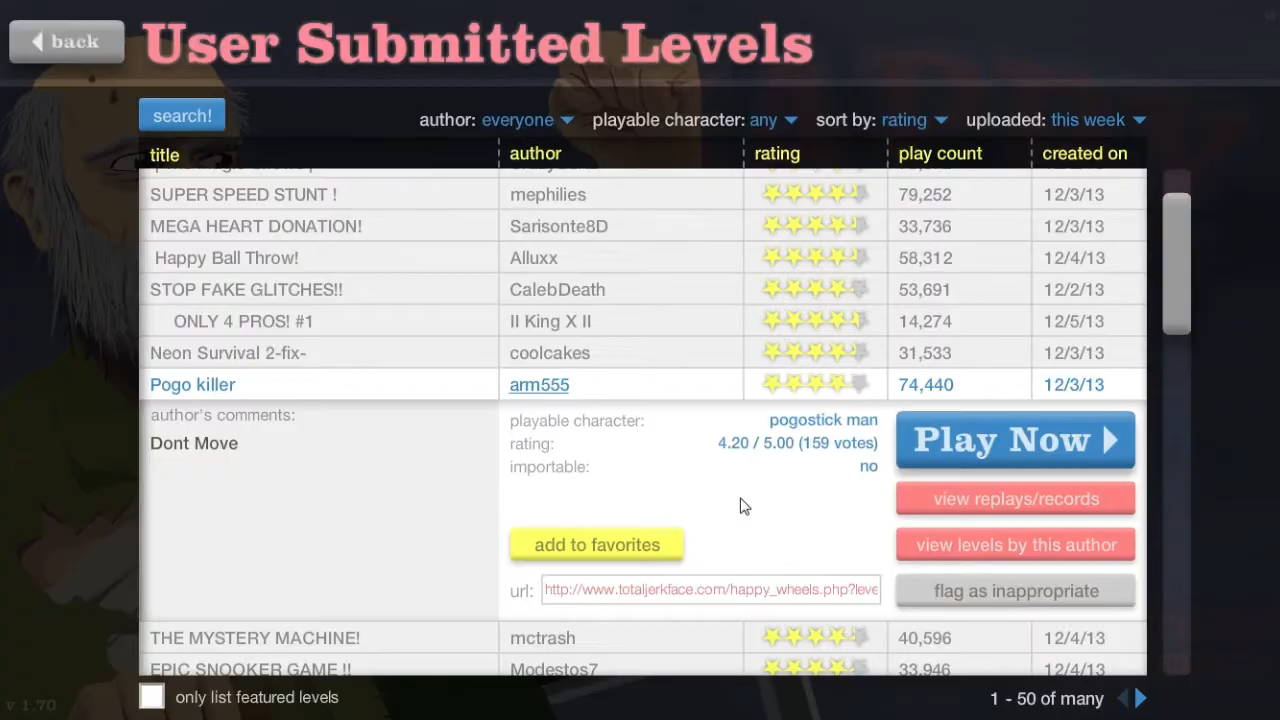 back
User Submitted Levels
search!
author: everyone playable character: any sort by: rating uploaded: this week
title author rating play count created on
SUPER SPEED STUNT ! mephilies 79,252 12/3/13
MEGA HEART DONATION! Sarisonte8D 33,736 12/3/13
Happy Ball Throw! Alluxx 58,312 12/4/13
STOP FAKE GLITCHES!! CalebDeath 53,691 12/2/13
ONLY 4 PROS! #1 II King X II 14,274 12/5/13
Neon Survival 2-fix- coolcakes 31,533 12/3/13
Pogo killer arm555 74,440 12/3/13
author's comments:
Dont Move
playable character: pogostick man
rating: 4.20 / 5.00 (159 votes)
importable: no
Play Now
view replays/records
add to favorites
view levels by this author
url: http://www.totaljerkface.com/happy_wheels.php?leve
flag as inappropriate
THE MYSTERY MACHINE! mctrash 40,596 12/4/13
EPIC SNOOKER GAME !! Modestos7 33,946 12/4/13
only list featured levels
1 - 50 of many
v 1.70